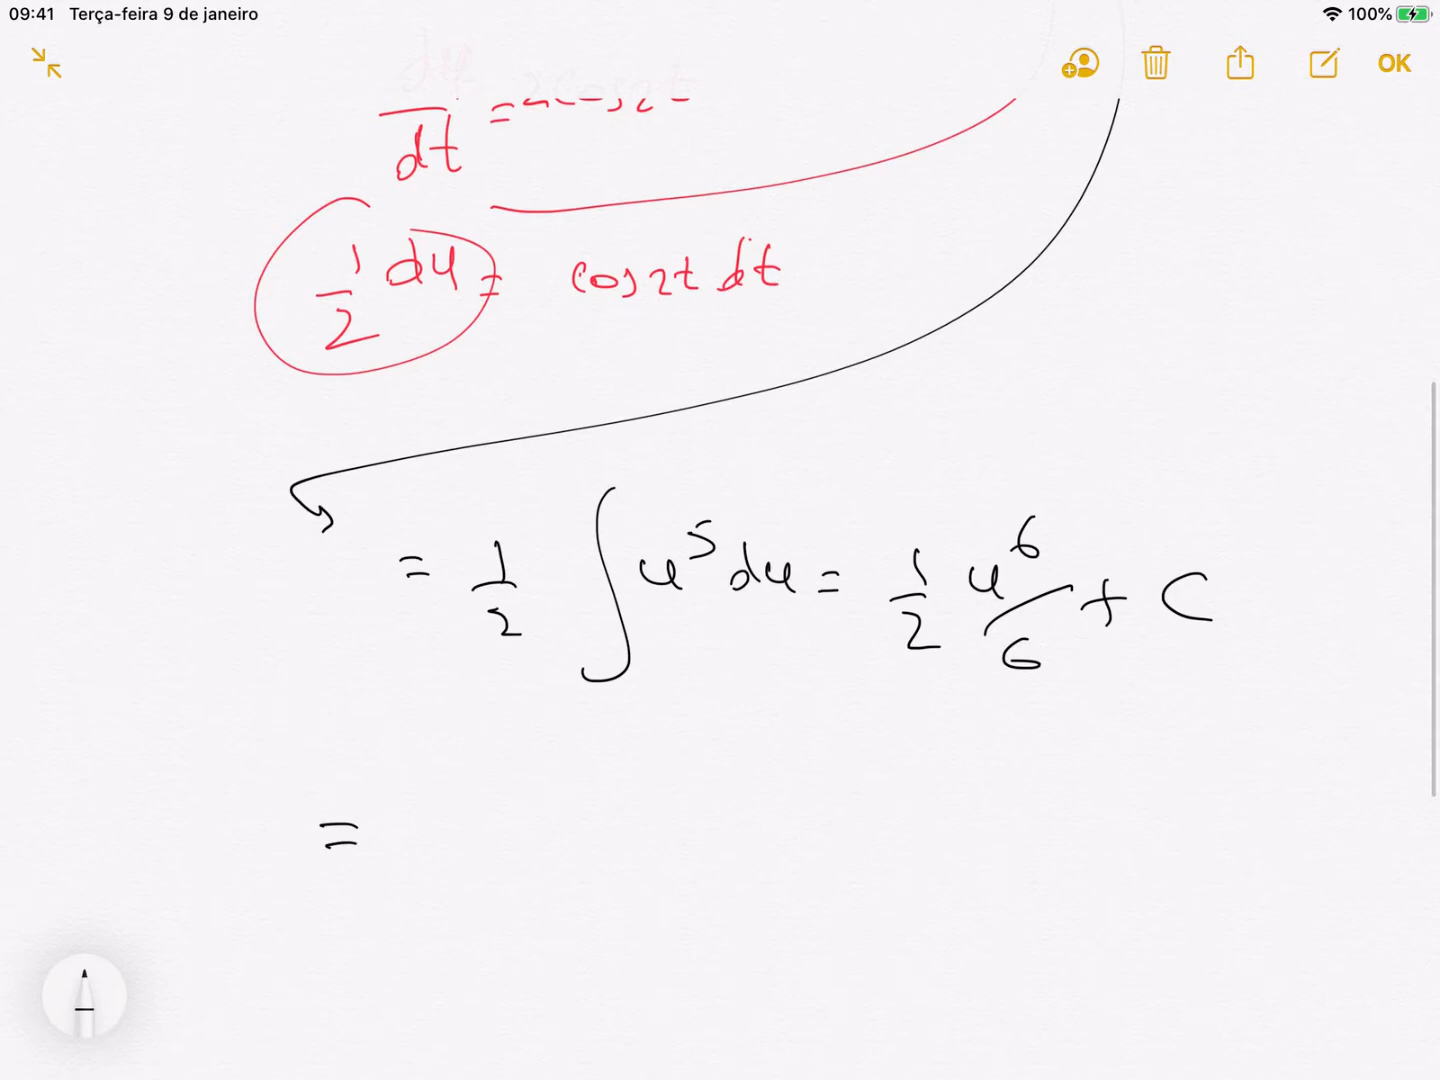 09:41 Terça-feira 9 de janeiro 100%
OK
dt =
1/2 du = cos2t dt
= 1/2 ∫ u^5 du = 1/2 u^6/6 + C
=